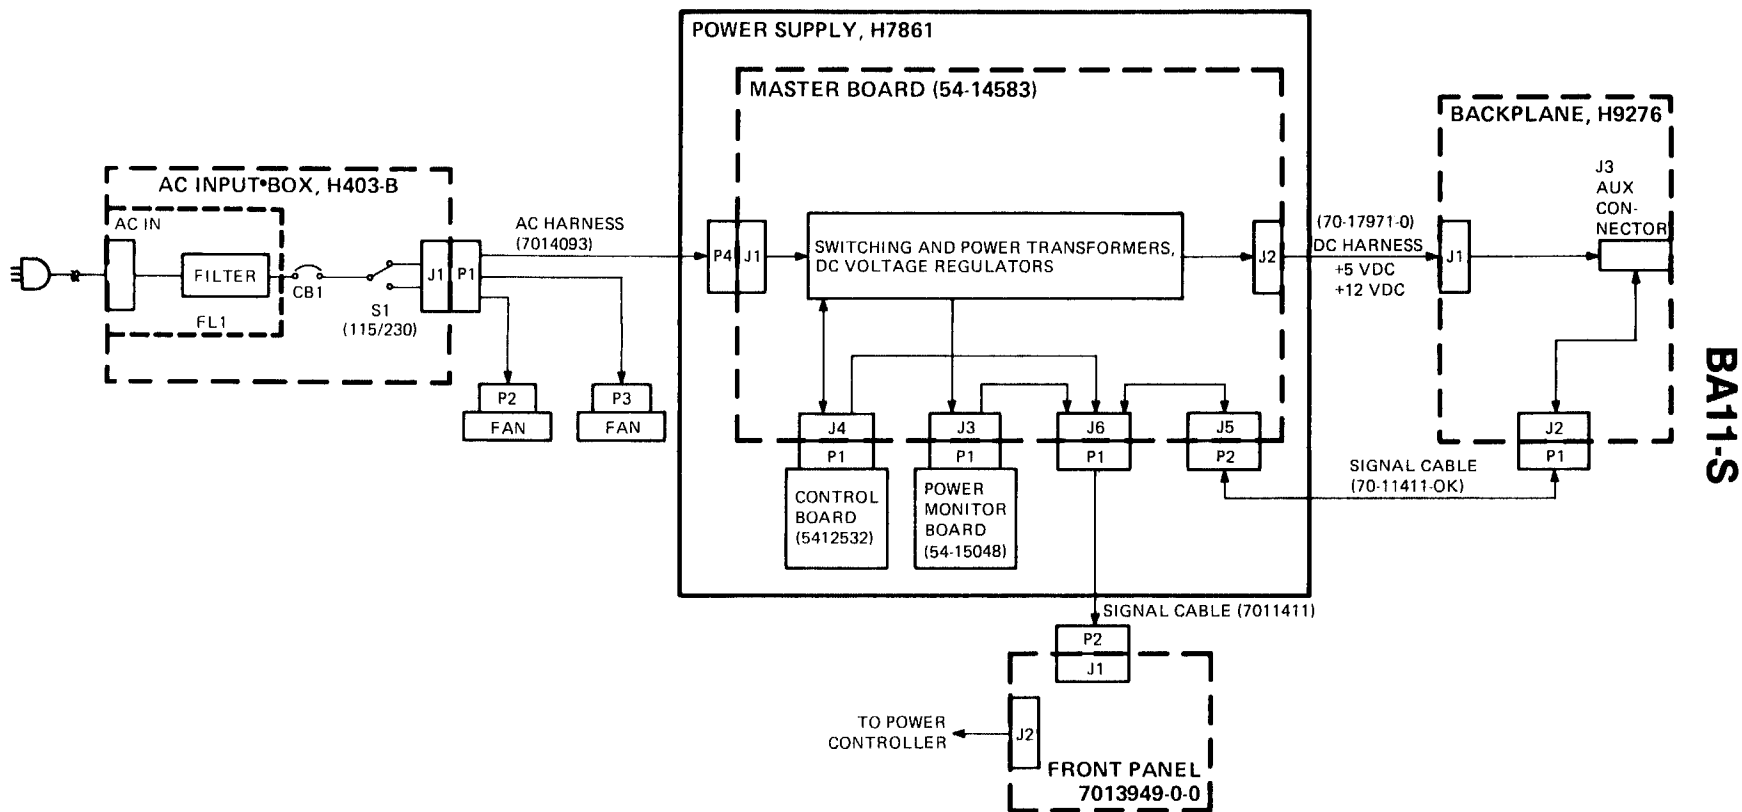 POWER SUPPLY, H7861
MASTER BOARD (54-14583)
BACKPLANE, H9276
AC INPUT•BOX, H403-B
AC IN
FILTER
FL1
CB1
S1
(115/230)
J1
P1
AC HARNESS
(7014093)
P2
FAN
P3
FAN
P4
J1
SWITCHING AND POWER TRANSFORMERS,
DC VOLTAGE REGULATORS
J2
(70-17971-0)
DC HARNESS
+5 VDC
+12 VDC
J1
J3
AUX
CON-
NECTOR
J4
P1
CONTROL
BOARD
(5412532)
J3
P1
POWER
MONITOR
BOARD
(54-15048)
J6
P1
J5
P2
SIGNAL CABLE
(70-11411-OK)
J2
P1
SIGNAL CABLE (7011411)
P2
J1
TO POWER
CONTROLLER
J2
FRONT PANEL
7013949-0-0
BA11-S